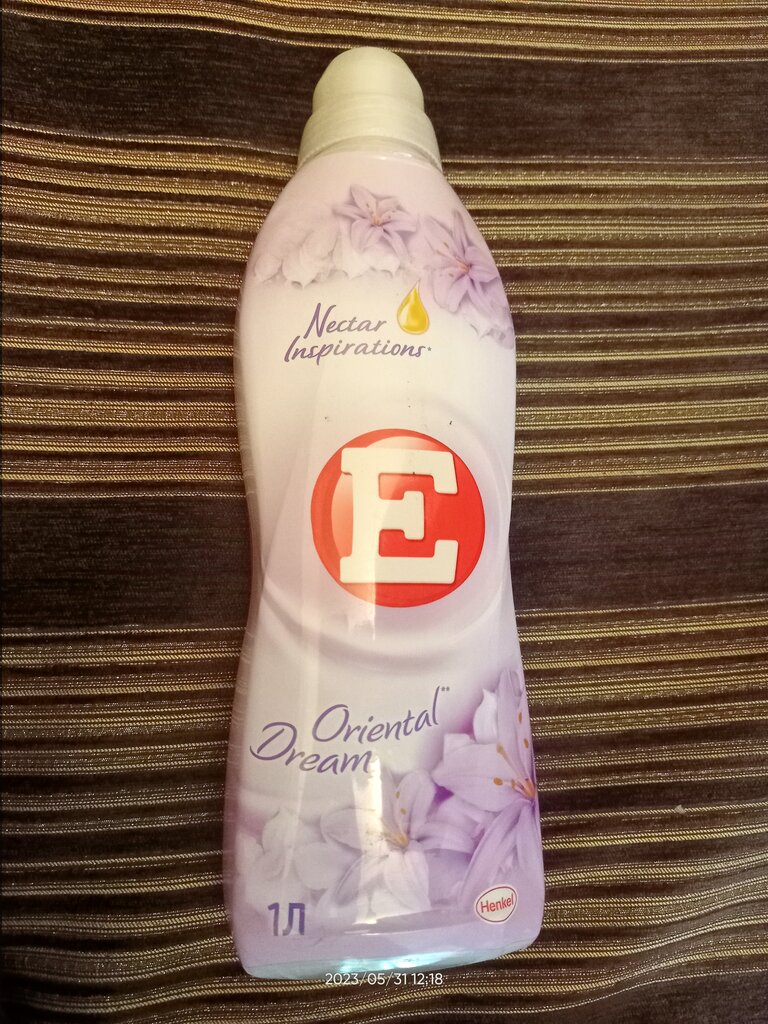 Nectar
Inspirations*
E
Oriental**
Dream
1Л
Henkel
2023/05/31 12:18